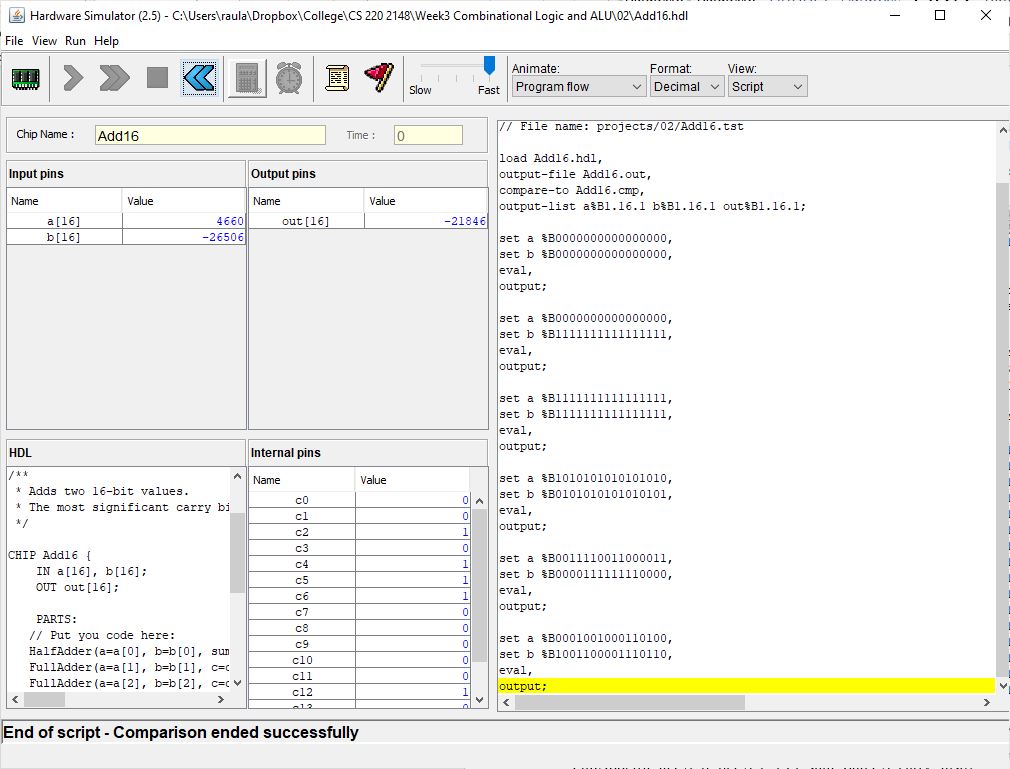 Hardware Simulator (2.5) - C:\Users\raula\Dropbox\College\CS 220 2148\Week3 Combinational Logic and ALU\02\Add16.hdl
File View Run Help
Slow Fast
Animate: Format: View:
Program flow Decimal Script
Chip Name : Add16 Time : 0
Input pins
Name Value
a[16] 4660
b[16] -26506
Output pins
Name Value
out[16] -21846
HDL
/**
* Adds two 16-bit values.
* The most significant carry bi
*/
CHIP Add16 {
IN a[16], b[16];
OUT out[16];
PARTS:
// Put you code here:
HalfAdder(a=a[0], b=b[0], sum
FullAdder(a=a[1], b=b[1], c=c
FullAdder(a=a[2], b=b[2], c=c
Internal pins
Name Value
c0 0
c1 0
c2 1
c3 0
c4 1
c5 1
c6 1
c7 0
c8 0
c9 0
c10 0
c11 0
c12 1
c13 0
// File name: projects/02/Add16.tst
load Add16.hdl,
output-file Add16.out,
compare-to Add16.cmp,
output-list a%B1.16.1 b%B1.16.1 out%B1.16.1;
set a %B0000000000000000,
set b %B0000000000000000,
eval,
output;
set a %B0000000000000000,
set b %B1111111111111111,
eval,
output;
set a %B1111111111111111,
set b %B1111111111111111,
eval,
output;
set a %B1010101010101010,
set b %B0101010101010101,
eval,
output;
set a %B0011110011000011,
set b %B0000111111110000,
eval,
output;
set a %B0001001000110100,
set b %B1001100001110110,
eval,
output;
End of script - Comparison ended successfully